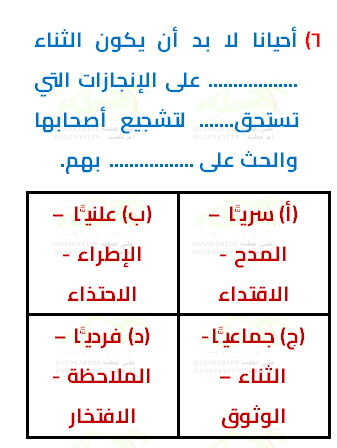 ٦) أحيانا لا بد أن يكون الثناء
.................. على الإنجازات التي
تستحق....... لتشجيع أصحابها
والحث على ................. بهم.
(أ) سريًّا –
المدح -
الاقتداء
(ب) علنيًّا –
الإطراء -
الاحتذاء
(ج) جماعيًّا-
الثناء –
الوثوق
(د) فرديًّا –
الملاحظة -
الافتخار